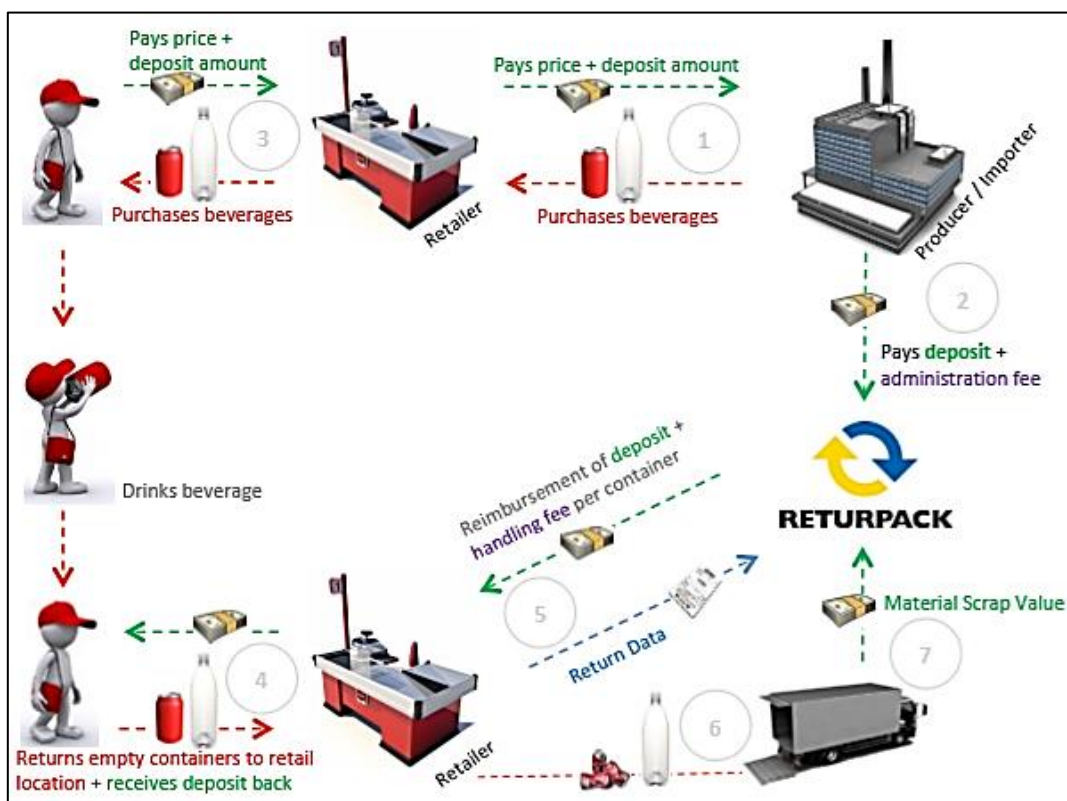 Pays price +
deposit amount
3
Purchases beverages
Retailer
Pays price + deposit amount
1
Purchases beverages
Producer / Importer
2
Pays deposit +
administration fee
Drinks beverage
Reimbursement of deposit +
handling fee per container
RETURPACK
5
Return Data
Material Scrap Value
7
4
Returns empty containers to retail
location + receives deposit back
Retailer
6